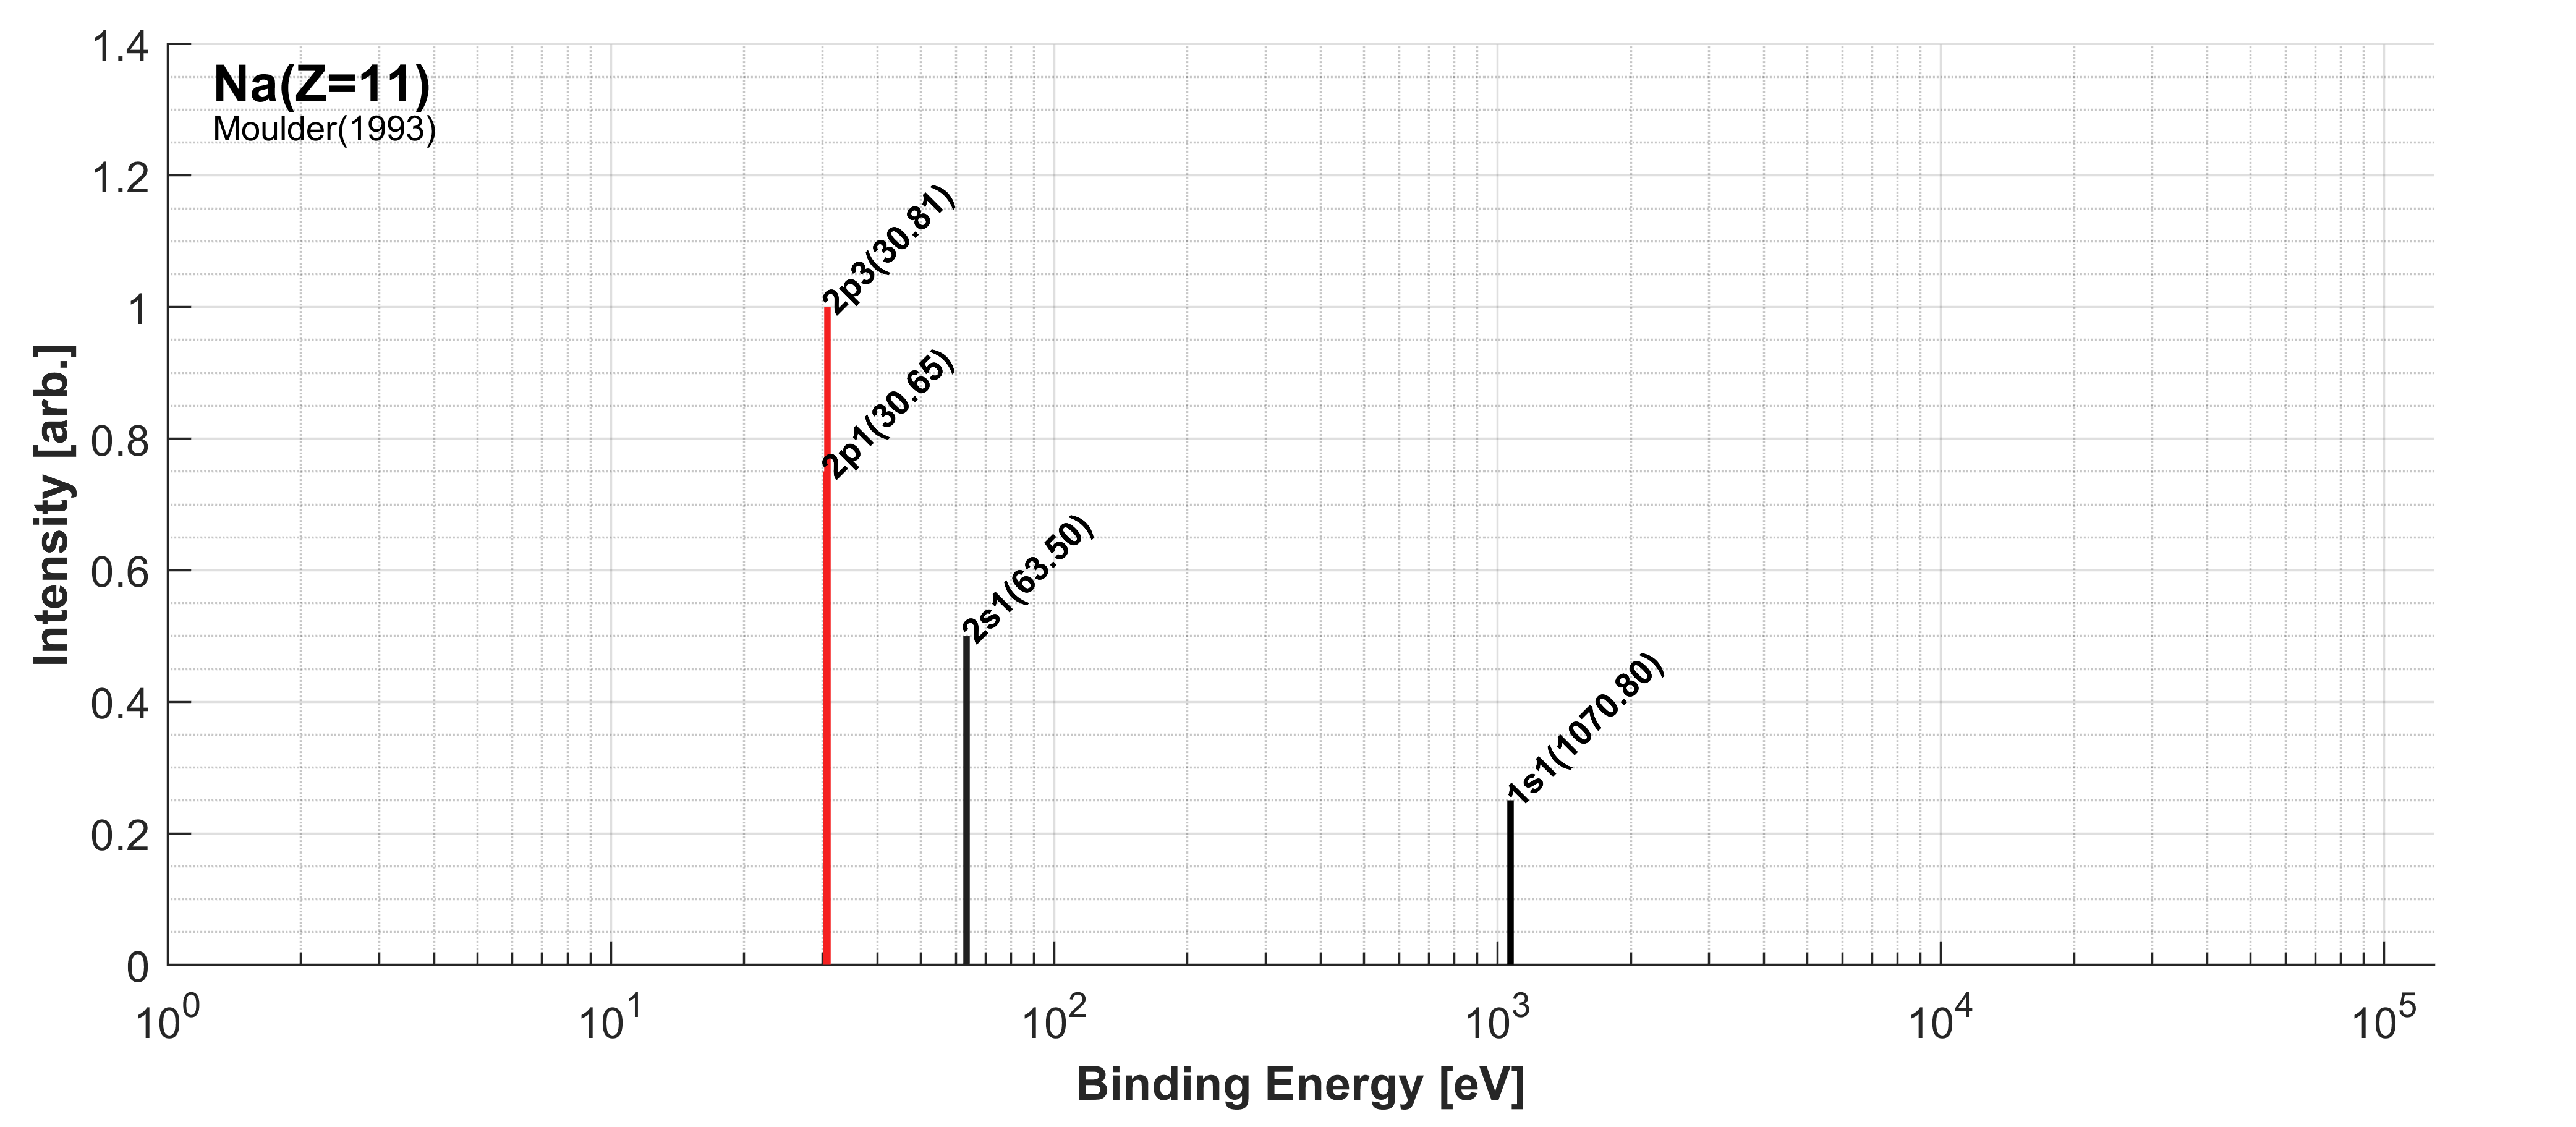 Na(Z=11)
Moulder(1993)
1.4
1.2
1
0.8
0.6
0.4
0.2
0
Intensity [arb.]
2p3(30.81)
2p1(30.65)
2s1(63.50)
1s1(1070.80)
10^0
10^1
10^2
10^3
10^4
10^5
Binding Energy [eV]